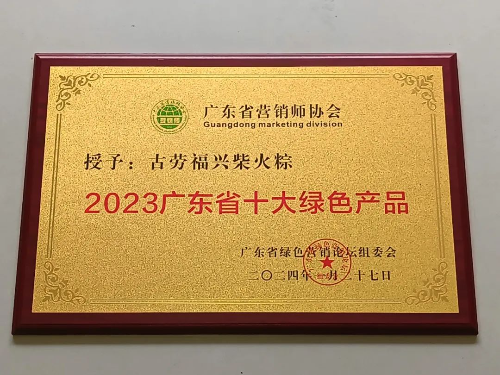 广东省营销师协会
Guangdong marketing division
授予：古劳福兴柴火粽
2023广东省十大绿色产品
广东省绿色营销论坛组委会
二〇二四年 月二十七日